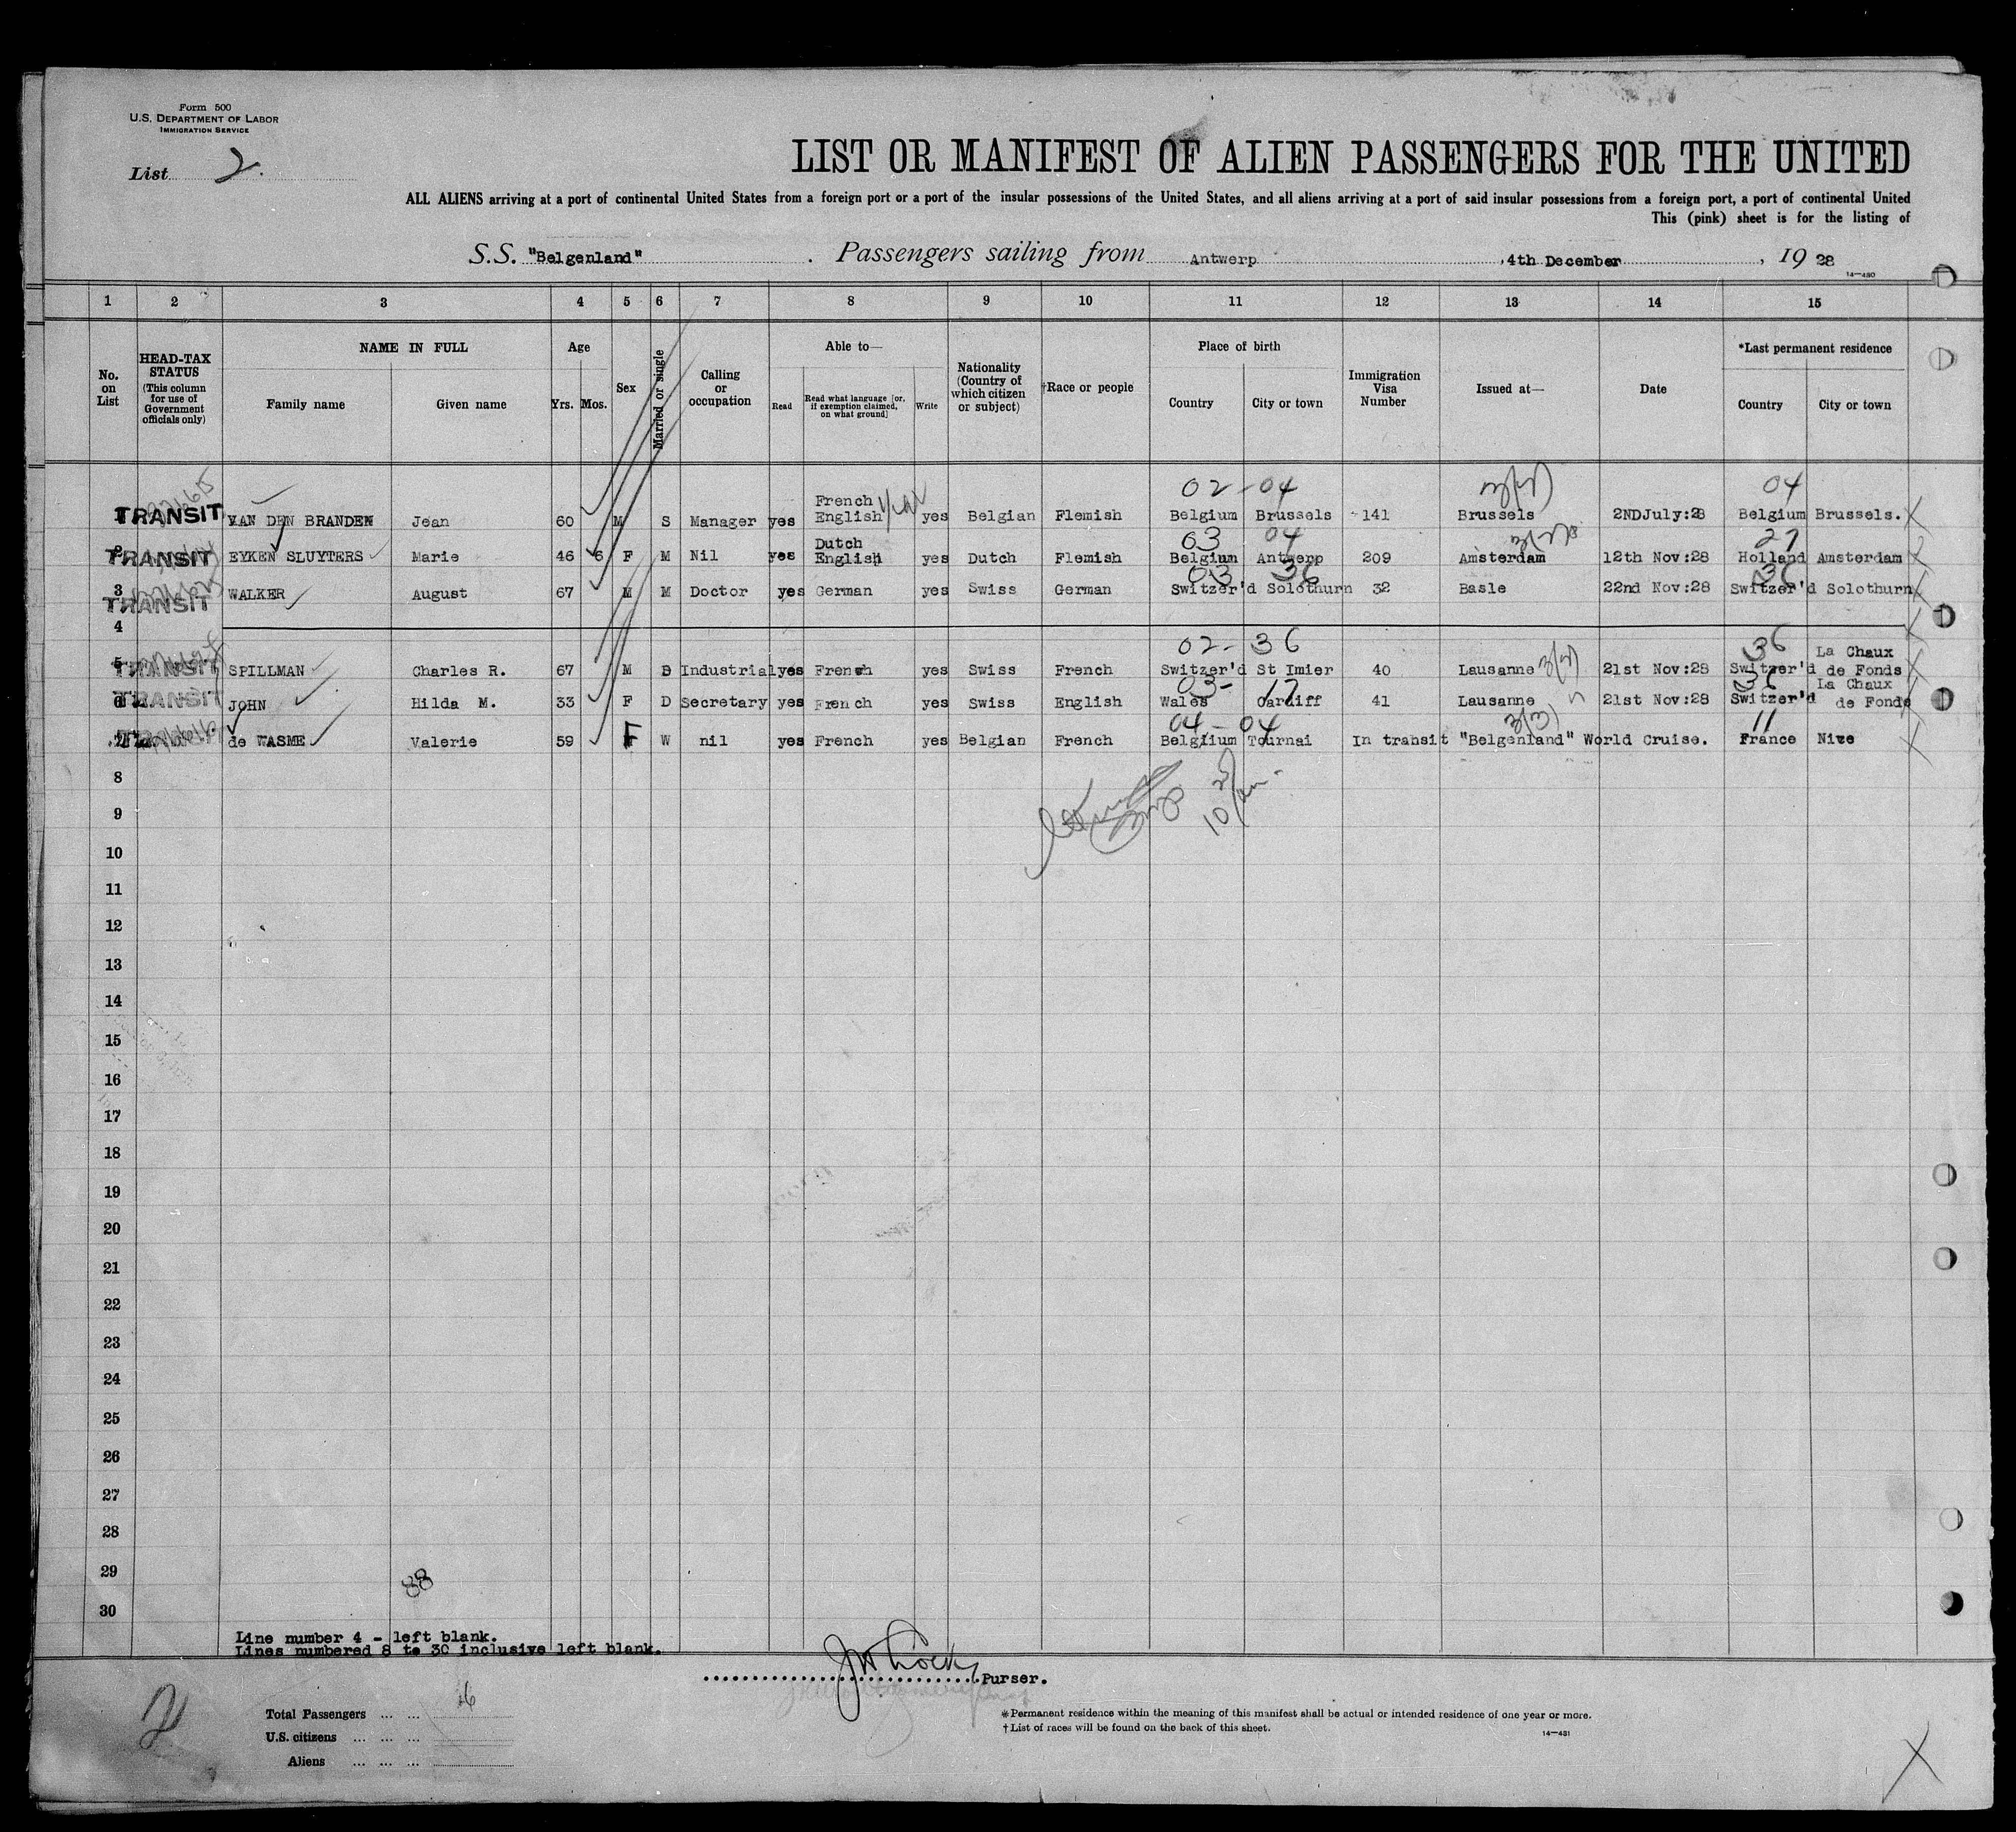 Form 500
U.S. DEPARTMENT OF LABOR
IMMIGRATION SERVICE
List 2.
LIST OR MANIFEST OF ALIEN PASSENGERS FOR THE UNITED
ALL ALIENS arriving at a port of continental United States from a foreign port or a port of the insular possessions of the United States, and all aliens arriving at a port of said insular possessions from a foreign port, a port of continental United
This (pink) sheet is for the listing of
S.S. "Belgenland" . Passengers sailing from Antwerp , 4th December , 19 28
14—480
1 2 3 4 5 6 7 8 9 10 11 12 13 14 15
No. on List
HEAD-TAX STATUS (This column for use of Government officials only)
NAME IN FULL
Family name Given name
Age
Yrs. Mos.
Sex
Married or single
Calling or occupation
Able to—
Read Read what language [or, if exemption claimed, on what ground] Write
Nationality (Country of which citizen or subject)
†Race or people
Place of birth
Country City or town
Immigration Visa Number
Issued at—
Date
*Last permanent residence
Country City or town
02-04 04
1 TRANSIT VAN DEN BRANDEN Jean 60 M S Manager yes French English yes Belgian Flemish Belgium Brussels 141 Brussels 2NDJuly:28 Belgium Brussels.
03 04 27
2 TRANSIT EYKEN SLUYTERS Marie 46 6 F M Nil yes Dutch English yes Dutch Flemish Belgium Antwerp 209 Amsterdam 12th Nov:28 Holland Amsterdam
03 36 36
3 TRANSIT WALKER August 67 M M Doctor yes German yes Swiss German Switzer'd Solothurn 32 Basle 22nd Nov:28 Switzer'd Solothurn
4
02-36 36
5 TRANSIT SPILLMAN Charles R. 67 M D Industrial yes French yes Swiss French Switzer'd St Imier 40 Lausanne 21st Nov:28 Switzer'd La Chaux de Fonds
03- 17 36
6 TRANSIT JOHN Hilda M. 33 F D Secretary yes French yes Swiss English Wales Cardiff 41 Lausanne 21st Nov:28 Switzer'd La Chaux de Fonds
04-04 11
7 de WASME Valerie 59 F W nil yes French yes Belgian French Belgiium Tournai In transit "Belgenland" World Cruise. France Nice
8
9
10
11
12
13
14
15
16
17
18
19
20
21
22
23
24
25
26
27
28
29
88
30
Line number 4 - left blank.
Lines numbered 8 to 30 inclusive left blank.
Purser.
2
Total Passengers ... ... 6
U.S. citizens ... ... ...
Aliens ... ... ...
*Permanent residence within the meaning of this manifest shall be actual or intended residence of one year or more.
†List of races will be found on the back of this sheet.
14—481